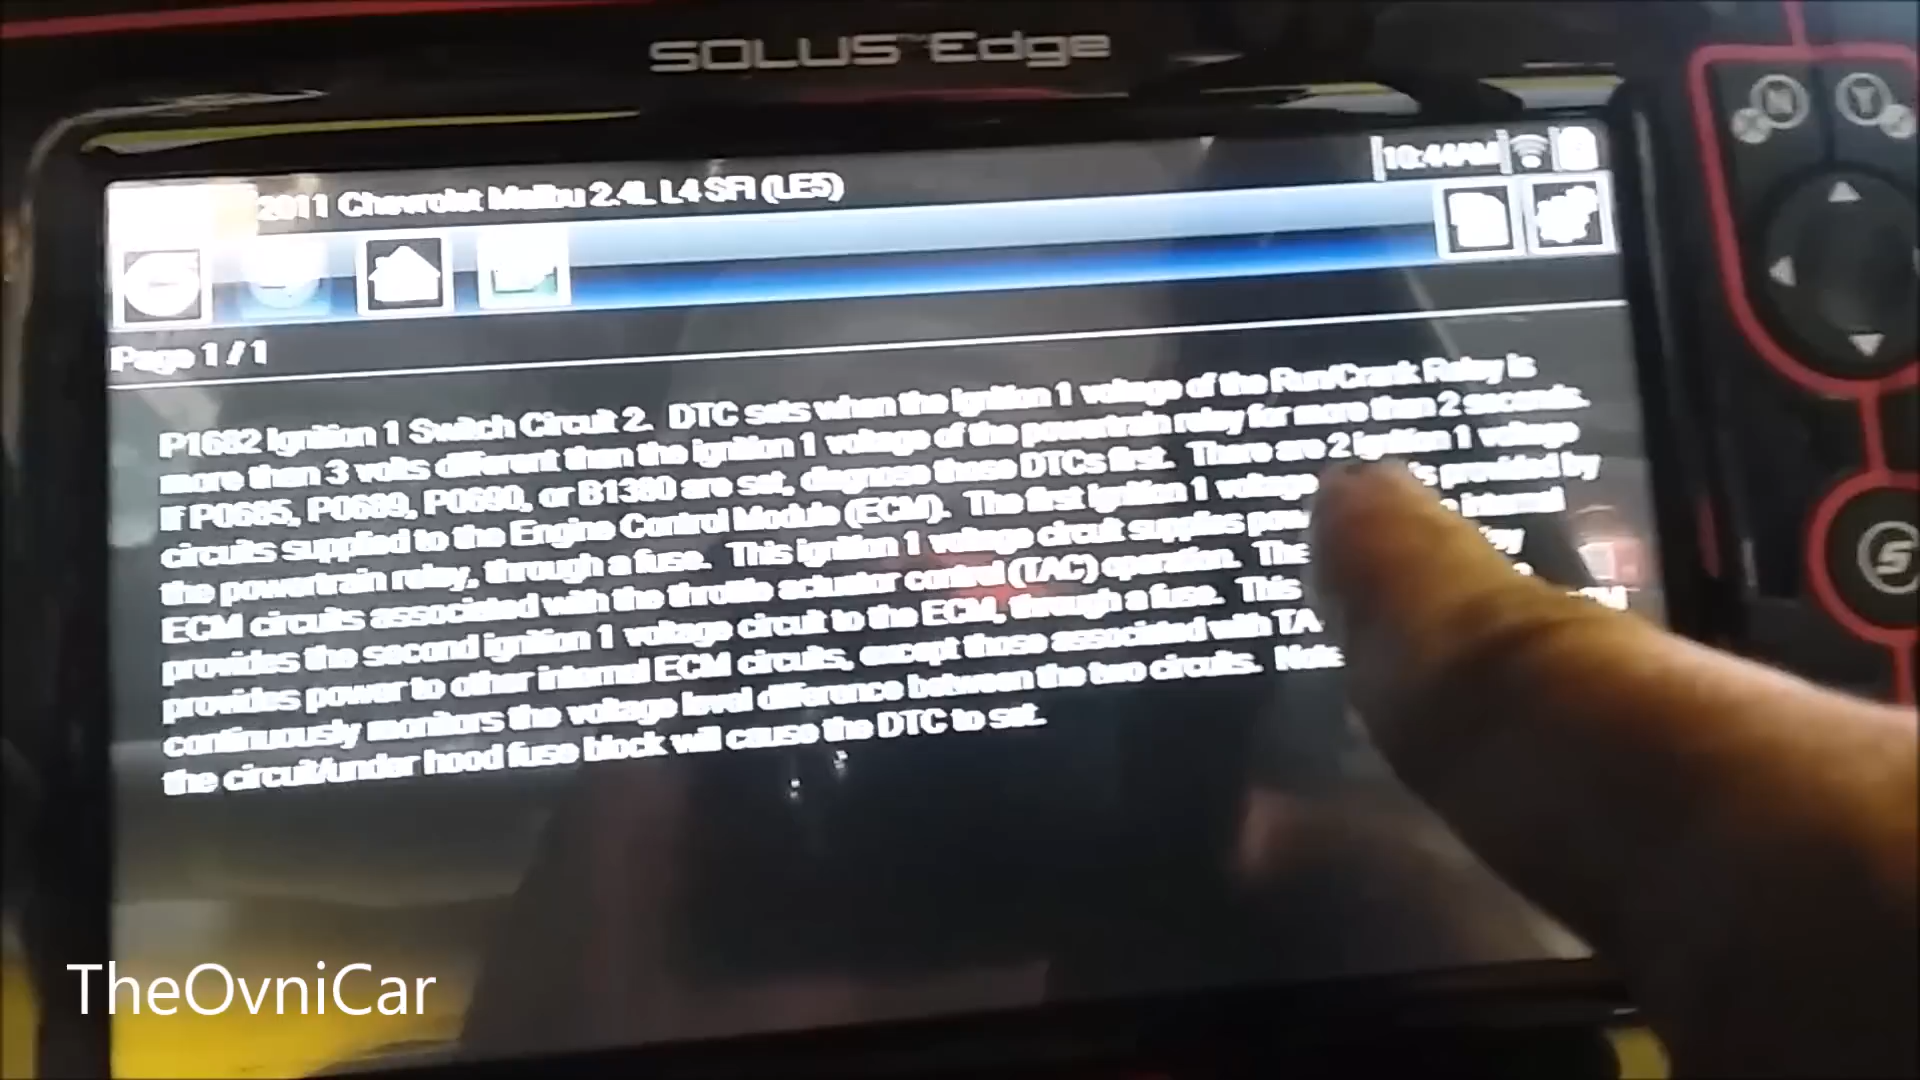 SOLUS Edge
10:44AM
2011 Chevrolet Malibu 2.4L L4 SFI (LE5)
Page 1 / 1
P1682 Ignition 1 Switch Circuit 2. DTC sets when the ignition 1 voltage of the Run/Crank Relay is
more than 3 volts different than the ignition 1 voltage of the powertrain relay for more than 2 seconds.
If P0685, P0689, P0690, or B1380 are set, diagnose those DTCs first. There are 2 ignition 1 voltage
circuits supplied to the Engine Control Module (ECM). The first ignition 1 voltage provided by
the powertrain relay, through a fuse. This ignition 1 voltage circuit supplies internal
ECM circuits associated with the throttle actuator control (TAC) operation. The
provides the second ignition 1 voltage circuit to the ECM, through a fuse. This
provides power to other internal ECM circuits, except those associated with
continuously monitors the voltage level difference between the two circuits.
the circuit/under hood fuse block will cause the DTC to set.
N
Y
S
TheOvniCar